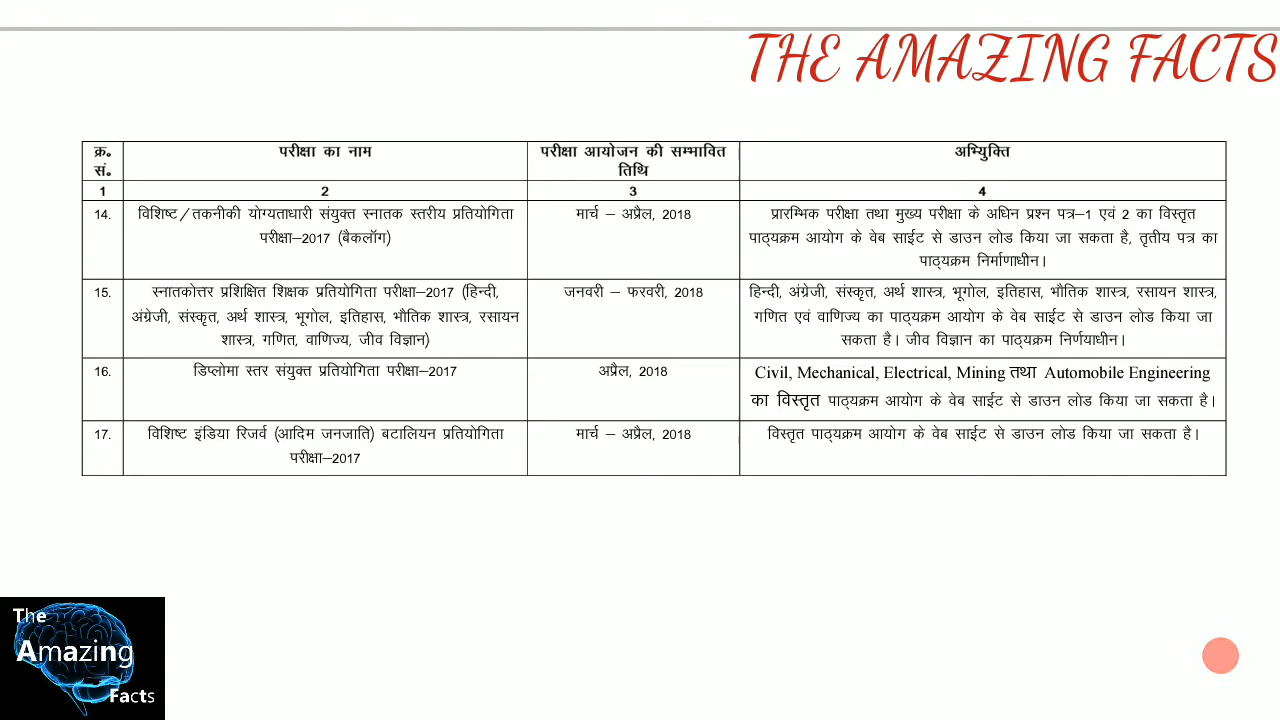 THE AMAZING FACTS
क्र॰ सं॰
परीक्षा का नाम
परीक्षा आयोजन की सम्भावित
तिथि
अभ्यिुक्ति
1
2
3
4
14.
विशिष्ट/तकनीकी योग्यताधारी संयुक्त स्नातक स्तरीय प्रतियोगिता
परीक्षा–2017 (बैकलॉग)
मार्च – अप्रैल, 2018
प्रारम्भिक परीक्षा तथा मुख्य परीक्षा के अधिन प्रश्न पत्र–1 एवं 2 का विस्तृत
पाठ्यक्रम आयोग के वेब साईट से डाउन लोड किया जा सकता है, तृतीय पत्र का
पाठ्यक्रम निर्माणाधीन।
15.
स्नातकोत्तर प्रशिक्षित शिक्षक प्रतियोगिता परीक्षा–2017 (हिन्दी,
अंग्रेजी, संस्कृत, अर्थ शास्त्र, भूगोल, इतिहास, भौतिक शास्त्र, रसायन
शास्त्र, गणित, वाणिज्य, जीव विज्ञान)
जनवरी – फरवरी, 2018
हिन्दी, अंग्रेजी, संस्कृत, अर्थ शास्त्र, भूगोल, इतिहास, भौतिक शास्त्र, रसायन शास्त्र,
गणित एवं वाणिज्य का पाठ्यक्रम आयोग के वेब साईट से डाउन लोड किया जा
सकता है। जीव विज्ञान का पाठ्यक्रम निर्णयाधीन।
16.
डिप्लोमा स्तर संयुक्त प्रतियोगिता परीक्षा–2017
अप्रैल, 2018
Civil, Mechanical, Electrical, Mining तथा Automobile Engineering
का विस्तृत पाठ्यक्रम आयोग के वेब साईट से डाउन लोड किया जा सकता है।
17.
विशिष्ट इंडिया रिजर्व (आदिम जनजाति) बटालियन प्रतियोगिता
परीक्षा–2017
मार्च – अप्रैल, 2018
विस्तृत पाठ्यक्रम आयोग के वेब साईट से डाउन लोड किया जा सकता है।
The
Amazing
Facts